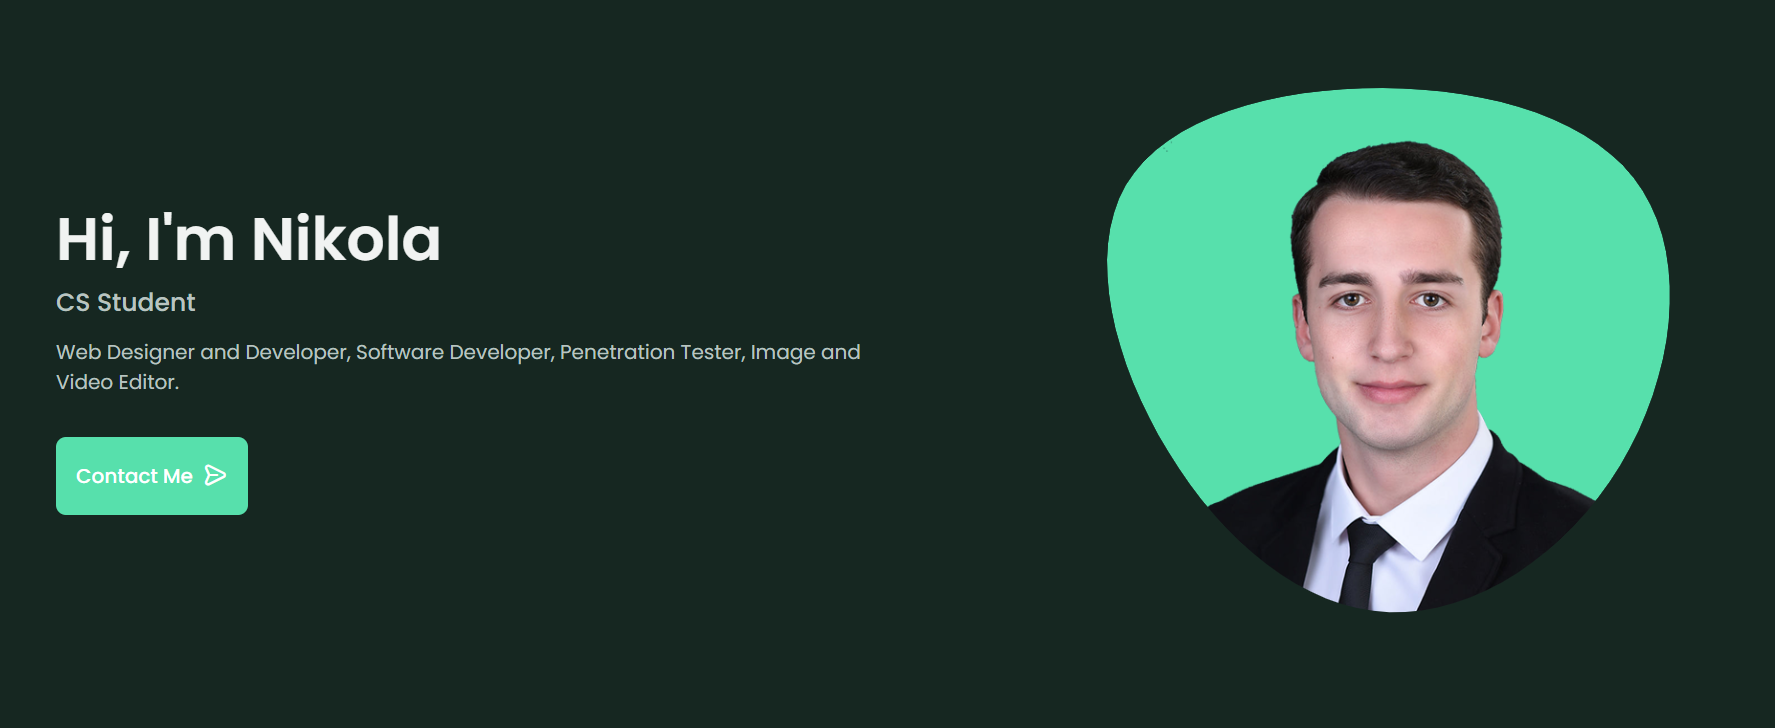 Hi, I'm Nikola
CS Student
Web Designer and Developer, Software Developer, Penetration Tester, Image and
Video Editor.
Contact Me